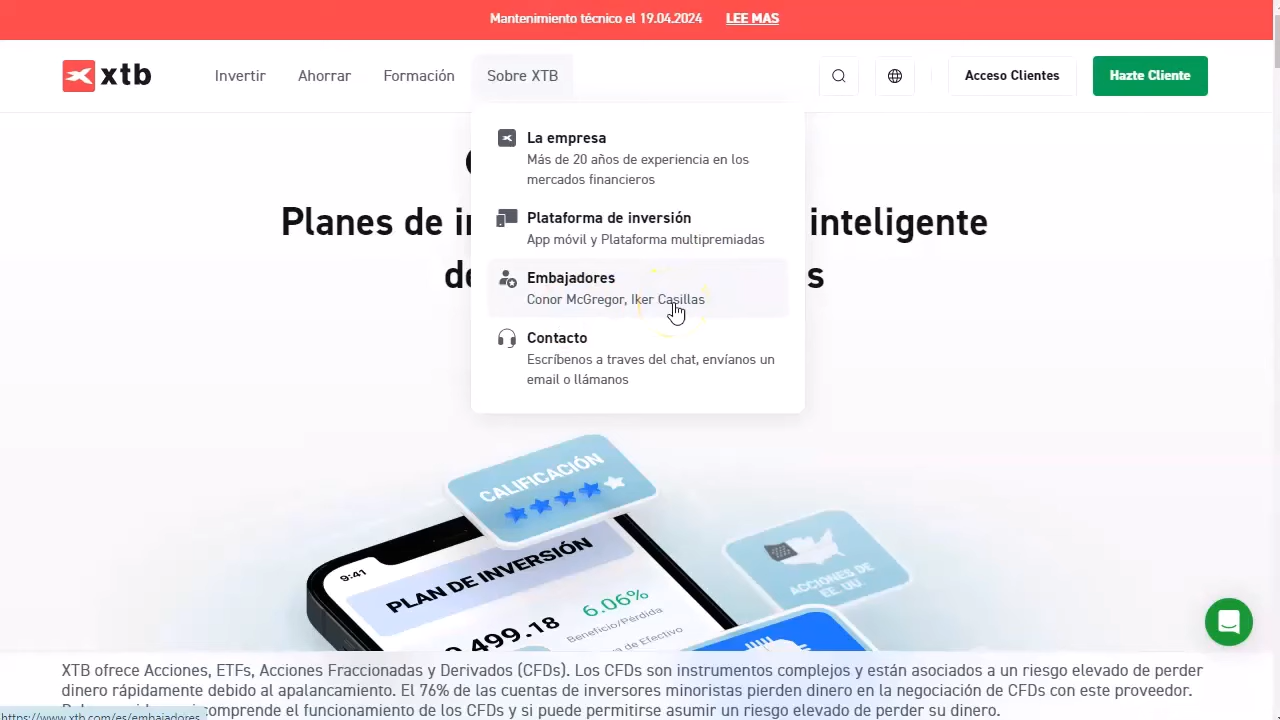 Mantenimiento técnico el 19.04.2024 LEE MAS
xtb Invertir Ahorrar Formación Sobre XTB Acceso Clientes Hazte Cliente
La empresa
Más de 20 años de experiencia en los
mercados financieros
Planes de inteligente
Plataforma de inversión
App móvil y Plataforma multipremiadas
Embajadores
Conor McGregor, Iker Casillas
Contacto
Escríbenos a traves del chat, envíanos un
email o llámanos
CALIFICACIÓN
9:41
PLAN DE INVERSIÓN
6.06%
Beneficio/Pérdida
499.18
de Efectivo
ACCIONES DE
EE. UU.
XTB ofrece Acciones, ETFs, Acciones Fraccionadas y Derivados (CFDs). Los CFDs son instrumentos complejos y están asociados a un riesgo elevado de perder
dinero rápidamente debido al apalancamiento. El 76% de las cuentas de inversores minoristas pierden dinero en la negociación de CFDs con este proveedor.
comprende el funcionamiento de los CFDs y si puede permitirse asumir un riesgo elevado de perder su dinero.
https://www.xtb.com/es/embajadores